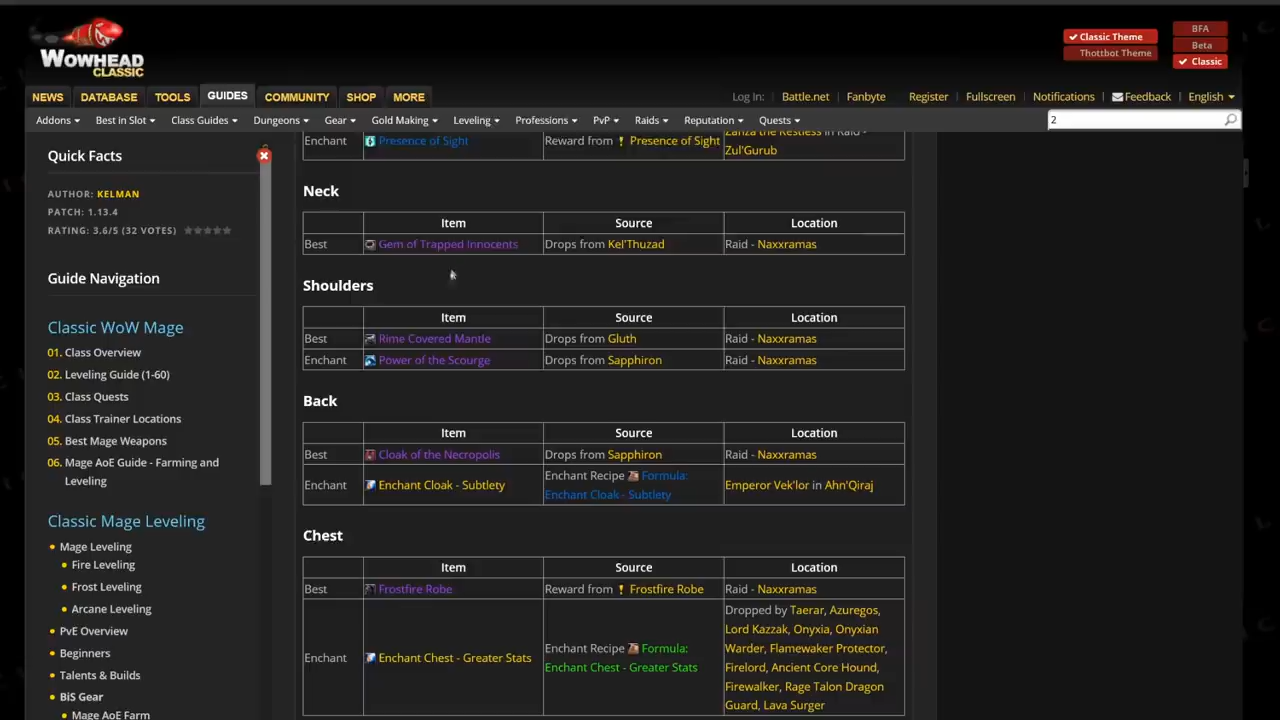 WOWHEAD
CLASSIC
Classic Theme
Thottbot Theme
BFA
Beta
Classic
NEWS DATABASE TOOLS GUIDES COMMUNITY SHOP MORE
Log In: Battle.net Fanbyte Register Fullscreen Notifications Feedback English
Addons Best in Slot Class Guides Dungeons Gear Gold Making Leveling Professions PvP Raids Reputation Quests
2
Quick Facts
AUTHOR: KELMAN
PATCH: 1.13.4
RATING: 3.6/5 (32 VOTES)
Guide Navigation
Classic WoW Mage
01. Class Overview
02. Leveling Guide (1-60)
03. Class Quests
04. Class Trainer Locations
05. Best Mage Weapons
06. Mage AoE Guide - Farming and
Leveling
Classic Mage Leveling
Mage Leveling
Fire Leveling
Frost Leveling
Arcane Leveling
PvE Overview
Beginners
Talents & Builds
BiS Gear
Mage AoE Farm
Zanza the Restless in Raid -
Enchant Presence of Sight Reward from Presence of Sight
Zul'Gurub
Neck
Item Source Location
Best Gem of Trapped Innocents Drops from Kel'Thuzad Raid - Naxxramas
Shoulders
Item Source Location
Best Rime Covered Mantle Drops from Gluth Raid - Naxxramas
Enchant Power of the Scourge Drops from Sapphiron Raid - Naxxramas
Back
Item Source Location
Best Cloak of the Necropolis Drops from Sapphiron Raid - Naxxramas
Enchant Enchant Cloak - Subtlety Enchant Recipe Formula:
Enchant Cloak - Subtlety
Emperor Vek'lor in Ahn'Qiraj
Chest
Item Source Location
Best Frostfire Robe Reward from Frostfire Robe Raid - Naxxramas
Enchant Enchant Chest - Greater Stats Enchant Recipe Formula:
Enchant Chest - Greater Stats
Dropped by Taerar, Azuregos,
Lord Kazzak, Onyxia, Onyxian
Warder, Flamewaker Protector,
Firelord, Ancient Core Hound,
Firewalker, Rage Talon Dragon
Guard, Lava Surger